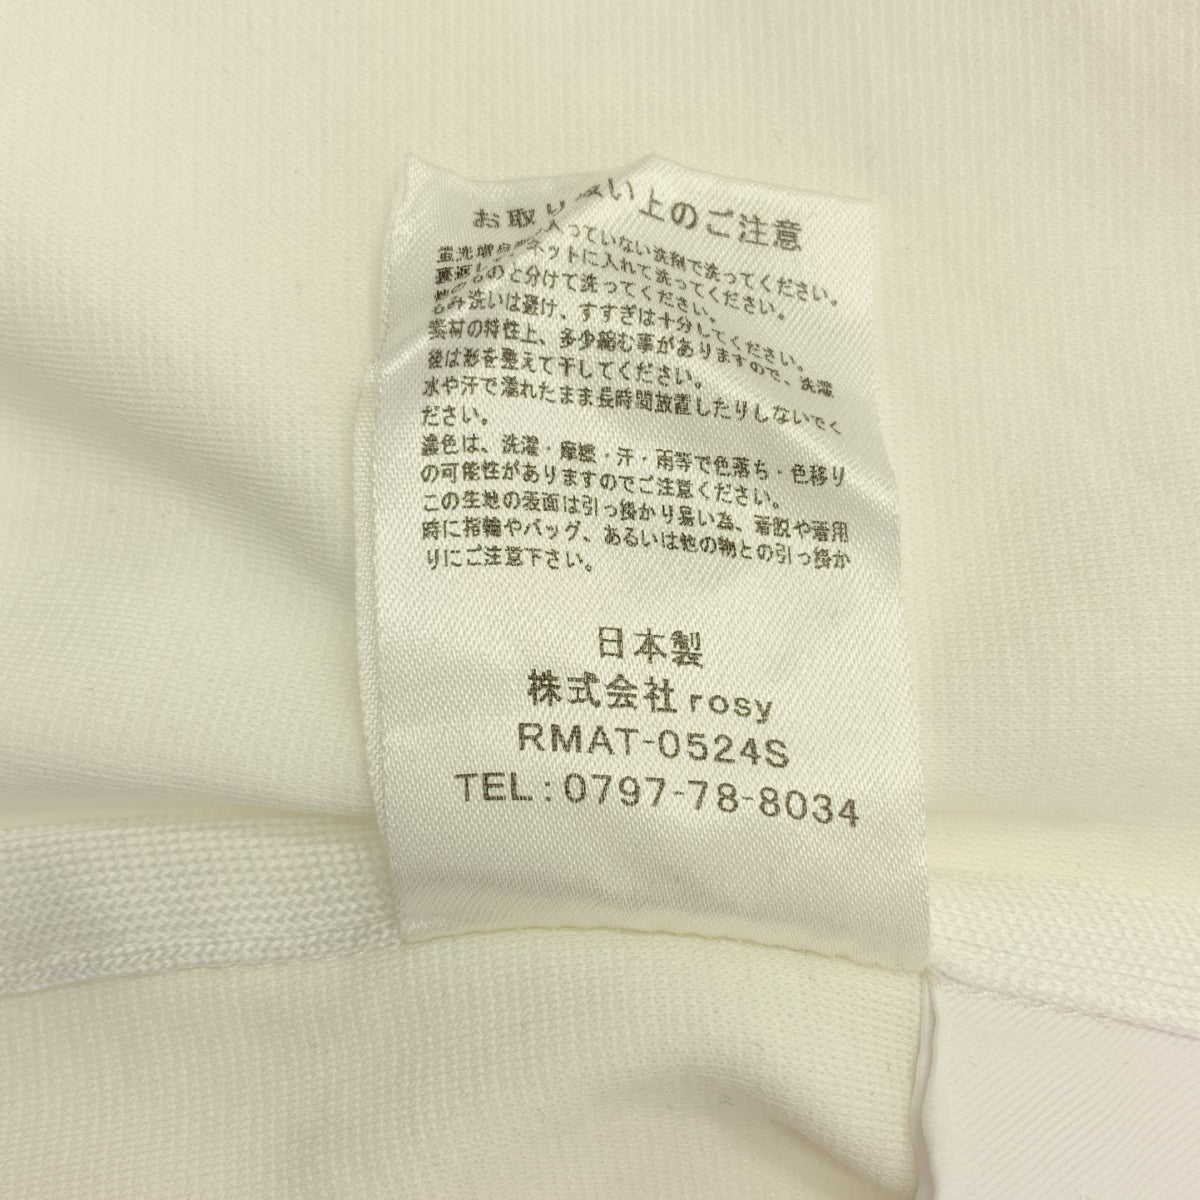 お取り扱い上のご注意
蛍光増白剤の入っていない洗剤で洗ってください。
裏返し、ネットに入れて洗ってください。
他のものと分けて洗ってください。
もみ洗いは避け、すすぎは十分してください。
素材の特性上、多少縮む事がありますので、洗濯
後は形を整えて干してください。
水や汗で濡れたまま長時間放置したりしないでく
ださい。
濃色は、洗濯・摩擦・汗・雨等で色落ち・色移り
の可能性がありますのでご注意ください。
この生地の表面は引っ掛かり易い為、着脱や着用
時に指輪やバッグ、あるいは他の物との引っ掛か
りにご注意下さい。
日本製
株式会社rosy
RMAT-0524S
TEL:0797-78-8034